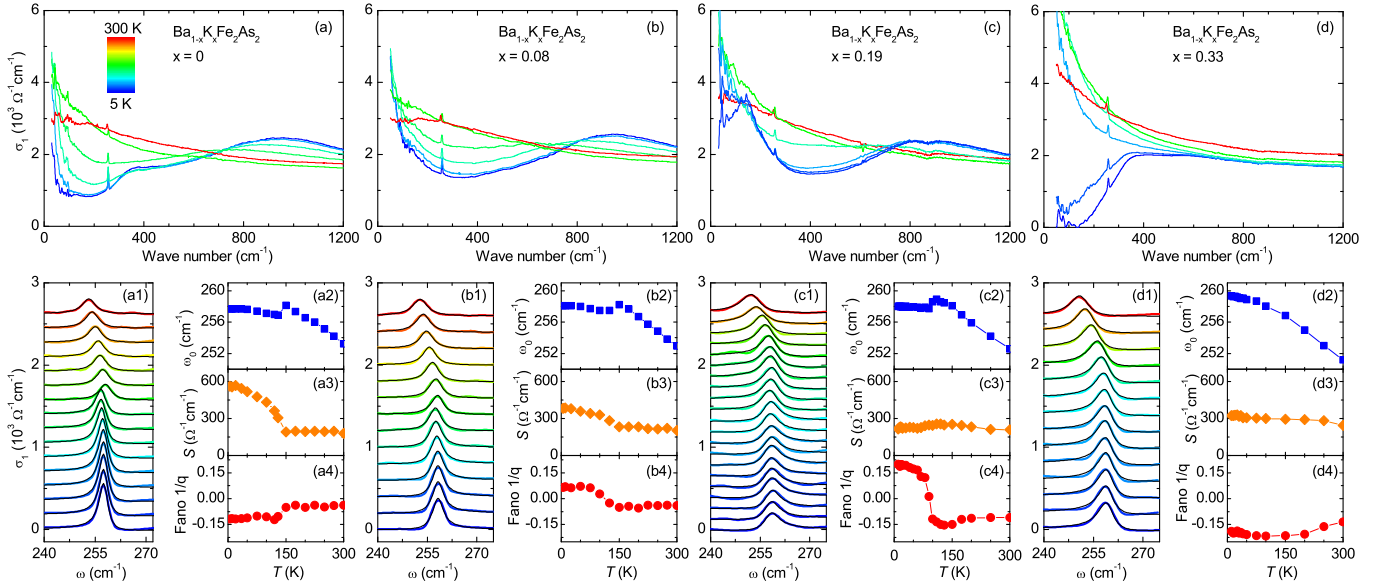 6
4
2
0
σ₁ (10³ Ω⁻¹cm⁻¹)
300 K
5 K
Ba₁₋ₓKₓFe₂As₂
x = 0
(a)
0 400 800 1200
Wave number (cm⁻¹)
6
4
2
0
Ba₁₋ₓKₓFe₂As₂
x = 0.08
(b)
0 400 800 1200
Wave number (cm⁻¹)
6
4
2
0
Ba₁₋ₓKₓFe₂As₂
x = 0.19
(c)
0 400 800 1200
Wave number (cm⁻¹)
6
4
2
0
Ba₁₋ₓKₓFe₂As₂
x = 0.33
(d)
0 400 800 1200
Wave number (cm⁻¹)
3
2
1
0
σ₁ (10³ Ω⁻¹cm⁻¹)
(a1)
240 255 270
ω (cm⁻¹)
260
256
252
ω₀ (cm⁻¹)
(a2)
600
300
0
S (Ω⁻¹cm⁻¹)
(a3)
0.15
0.00
-0.15
Fano 1/q
(a4)
0 150 300
T (K)
3
2
1
0
(b1)
240 255 270
ω (cm⁻¹)
260
256
252
ω₀ (cm⁻¹)
(b2)
600
300
0
S (Ω⁻¹cm⁻¹)
(b3)
0.15
0.00
-0.15
Fano 1/q
(b4)
0 150 300
T (K)
3
2
1
0
(c1)
240 255 270
ω (cm⁻¹)
260
256
252
ω₀ (cm⁻¹)
(c2)
600
300
0
S (Ω⁻¹cm⁻¹)
(c3)
0.15
0.00
-0.15
Fano 1/q
(c4)
0 150 300
T (K)
3
2
1
0
(d1)
240 255 270
ω (cm⁻¹)
260
256
252
ω₀ (cm⁻¹)
(d2)
600
300
0
S (Ω⁻¹cm⁻¹)
(d3)
0.15
0.00
-0.15
Fano 1/q
(d4)
0 150 300
T (K)